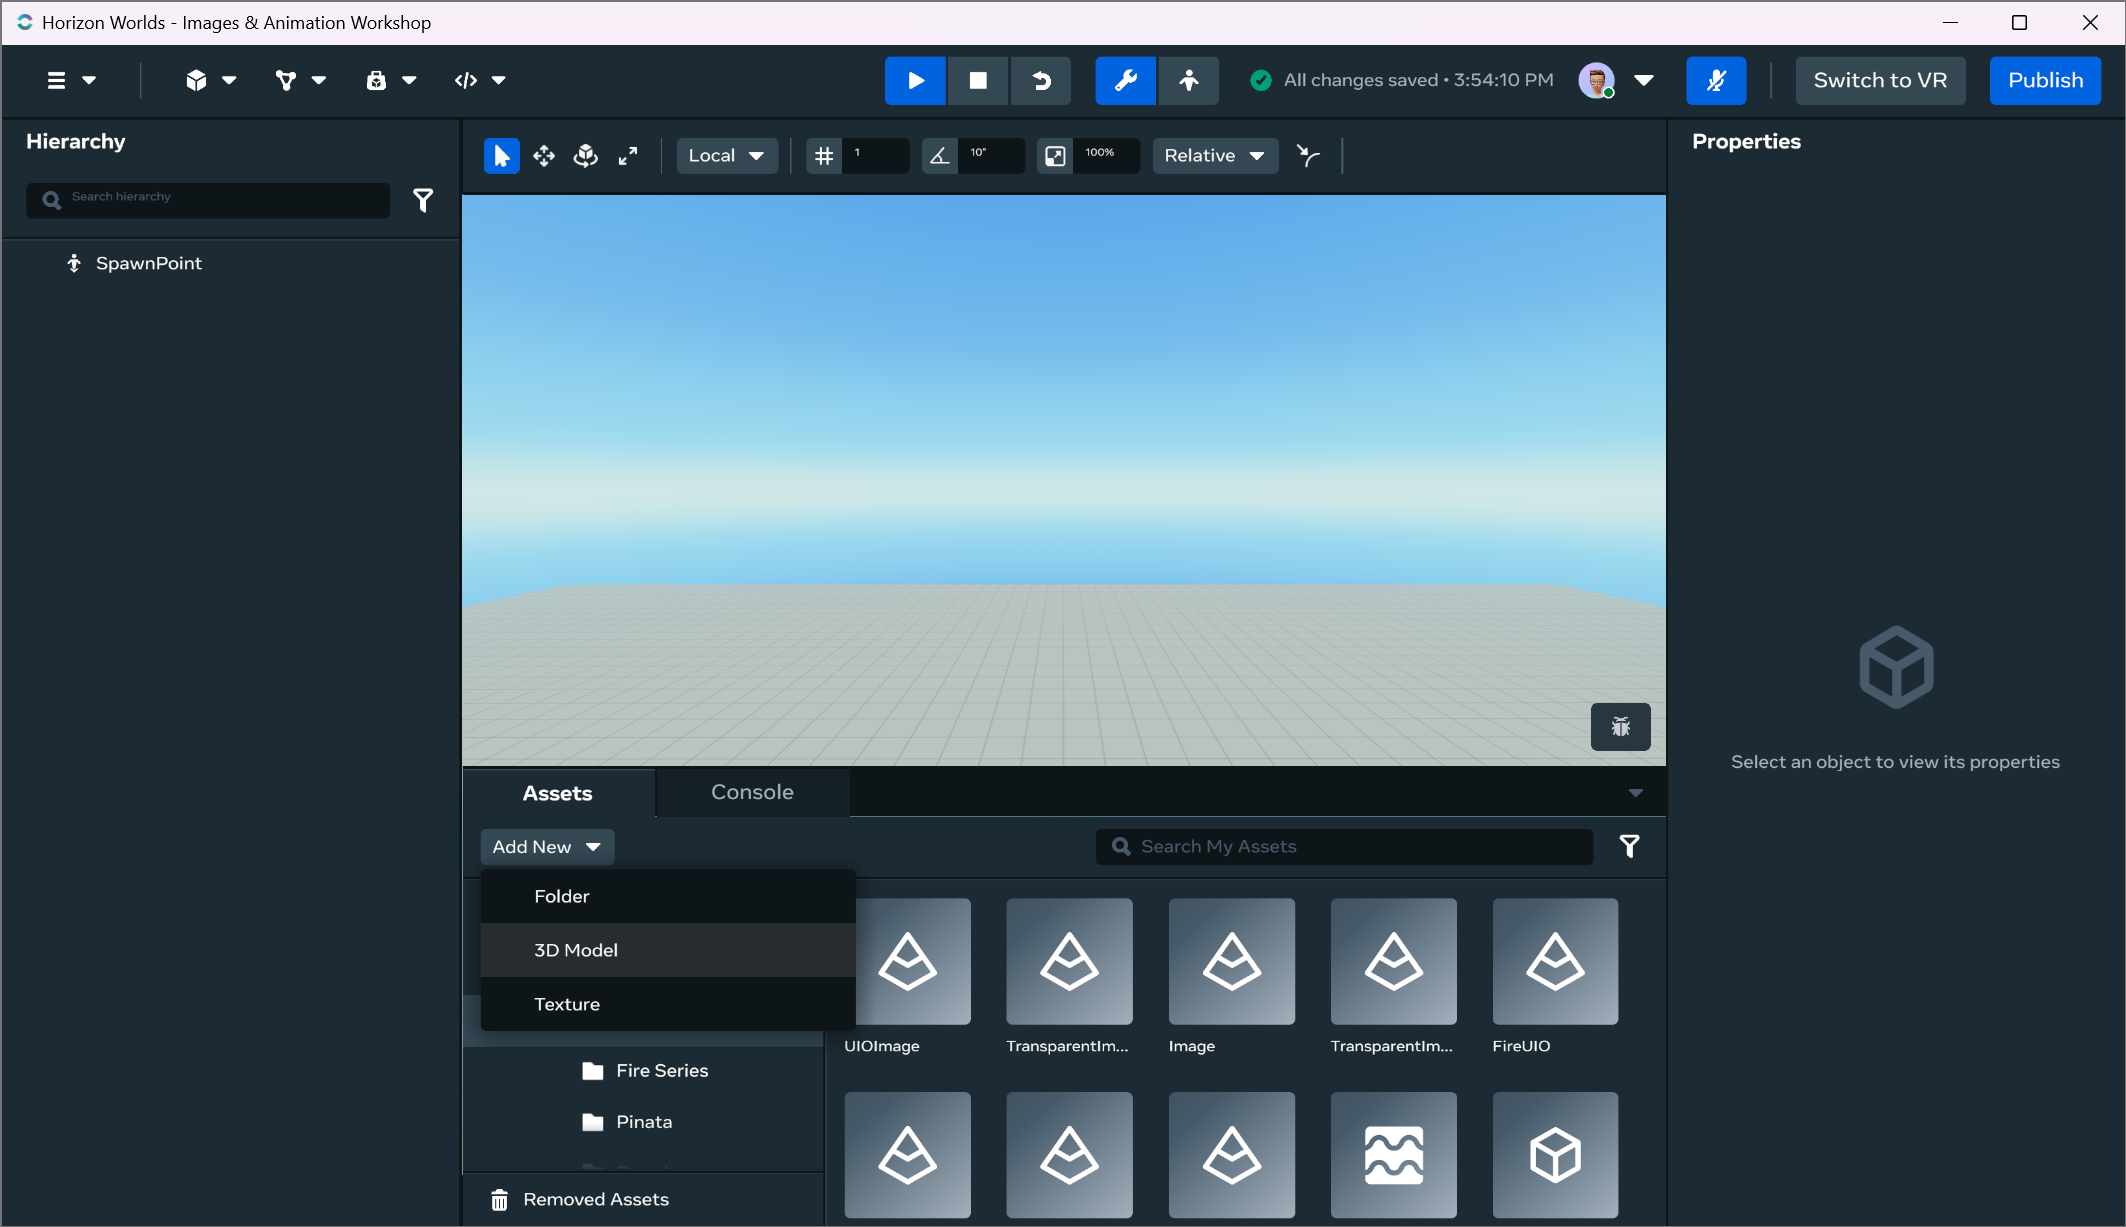 Horizon Worlds - Images & Animation Workshop
All changes saved • 3:54:10 PM
Switch to VR
Publish
Hierarchy
Search hierarchy
SpawnPoint
Local
1
10°
100%
Relative
Properties
Select an object to view its properties
Assets
Console
Add New
Search My Assets
Folder
3D Model
Texture
Fire Series
Pinata
Removed Assets
UIOImage
TransparentIm...
Image
TransparentIm...
FireUIO